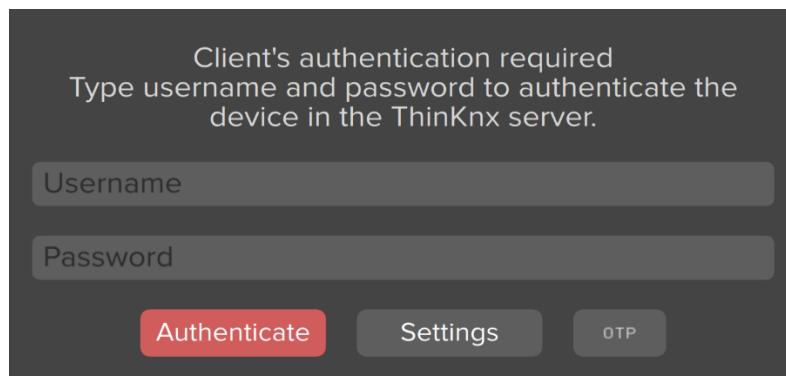 Client's authentication required
Type username and password to authenticate the
device in the ThinKnx server.
Username
Password
Authenticate Settings OTP